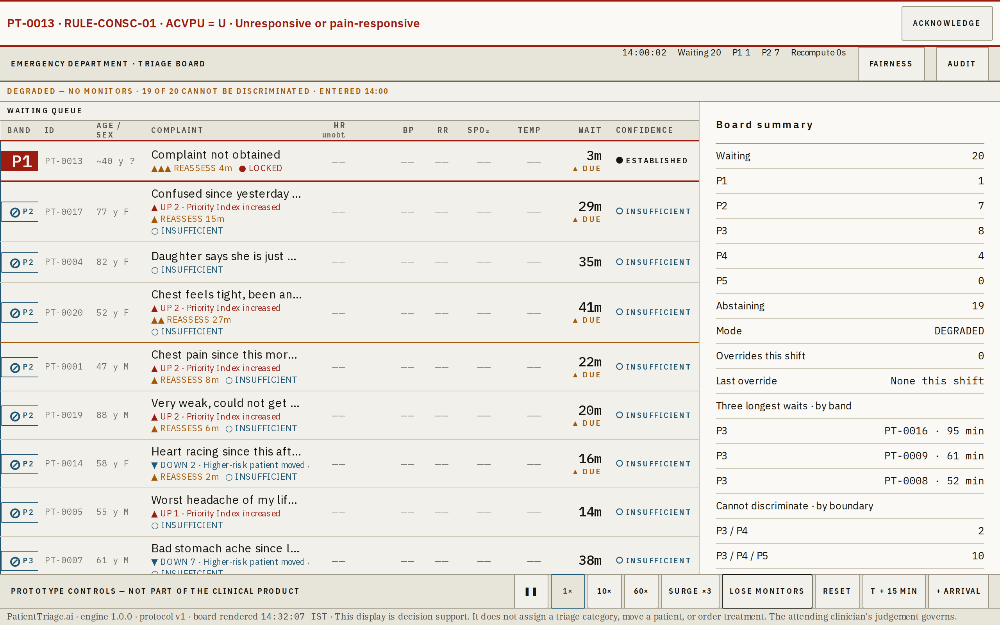 PT-0013 · RULE-CONSC-01 · ACVPU = U · Unresponsive or pain-responsive
ACKNOWLEDGE
EMERGENCY DEPARTMENT · TRIAGE BOARD
14:00:02 Waiting 20 P1 1 P2 7 Recompute 0s
FAIRNESS
AUDIT
DEGRADED — NO MONITORS · 19 OF 20 CANNOT BE DISCRIMINATED · ENTERED 14:00
WAITING QUEUE
BAND ID AGE / SEX COMPLAINT HR unobt. BP RR SPO₂ TEMP WAIT CONFIDENCE
P1 PT-0013 ~40 y ? Complaint not obtained —— —— —— —— —— 3m ● ESTABLISHED
▲▲▲ REASSESS 4m ● LOCKED ▲ DUE
Confused since yesterday ...
⊘ P2 PT-0017 77 y F ▲ UP 2 · Priority Index increased —— —— —— —— —— 29m ○ INSUFFICIENT
▲ REASSESS 15m ▲ DUE
○ INSUFFICIENT
⊘ P2 PT-0004 82 y F Daughter says she is just ... —— —— —— —— —— 35m ○ INSUFFICIENT
○ INSUFFICIENT
Chest feels tight, been an...
⊘ P2 PT-0020 52 y F ▲ UP 2 · Priority Index increased —— —— —— —— —— 41m ○ INSUFFICIENT
▲▲ REASSESS 27m ▲ DUE
○ INSUFFICIENT
Chest pain since this mor...
⊘ P2 PT-0001 47 y M ▲ UP 2 · Priority Index increased —— —— —— —— —— 22m ○ INSUFFICIENT
▲ REASSESS 8m ○ INSUFFICIENT ▲ DUE
Very weak, could not get ...
⊘ P2 PT-0019 88 y M ▲ UP 2 · Priority Index increased —— —— —— —— —— 20m ○ INSUFFICIENT
▲ REASSESS 6m ○ INSUFFICIENT ▲ DUE
Heart racing since this aft...
⊘ P2 PT-0014 58 y F ▼ DOWN 2 · Higher-risk patient moved —— —— —— —— —— 16m ○ INSUFFICIENT
▲ REASSESS 2m ○ INSUFFICIENT ▲ DUE
Worst headache of my lif...
⊘ P2 PT-0005 55 y M ▲ UP 1 · Priority Index increased —— —— —— —— —— 14m ○ INSUFFICIENT
○ INSUFFICIENT
Bad stomach ache since l...
⊘ P3 PT-0007 61 y M ▼ DOWN 7 · Higher-risk patient moved —— —— —— —— —— 38m ○ INSUFFICIENT
○ INSUFFICIENT
Board summary
Waiting 20
P1 1
P2 7
P3 8
P4 4
P5 0
Abstaining 19
Mode DEGRADED
Overrides this shift 0
Last override None this shift
Three longest waits · by band
P3 PT-0016 · 95 min
P3 PT-0009 · 61 min
P3 PT-0008 · 52 min
Cannot discriminate · by boundary
P3 / P4 2
P3 / P4 / P5 10
PROTOTYPE CONTROLS — NOT PART OF THE CLINICAL PRODUCT
❚❚ 1× 10× 60× SURGE ×3 LOSE MONITORS RESET T + 15 MIN + ARRIVAL
PatientTriage.ai · engine 1.0.0 · protocol v1 · board rendered 14:32:07 IST · This display is decision support. It does not assign a triage category, move a patient, or order treatment. The attending clinician's judgement governs.